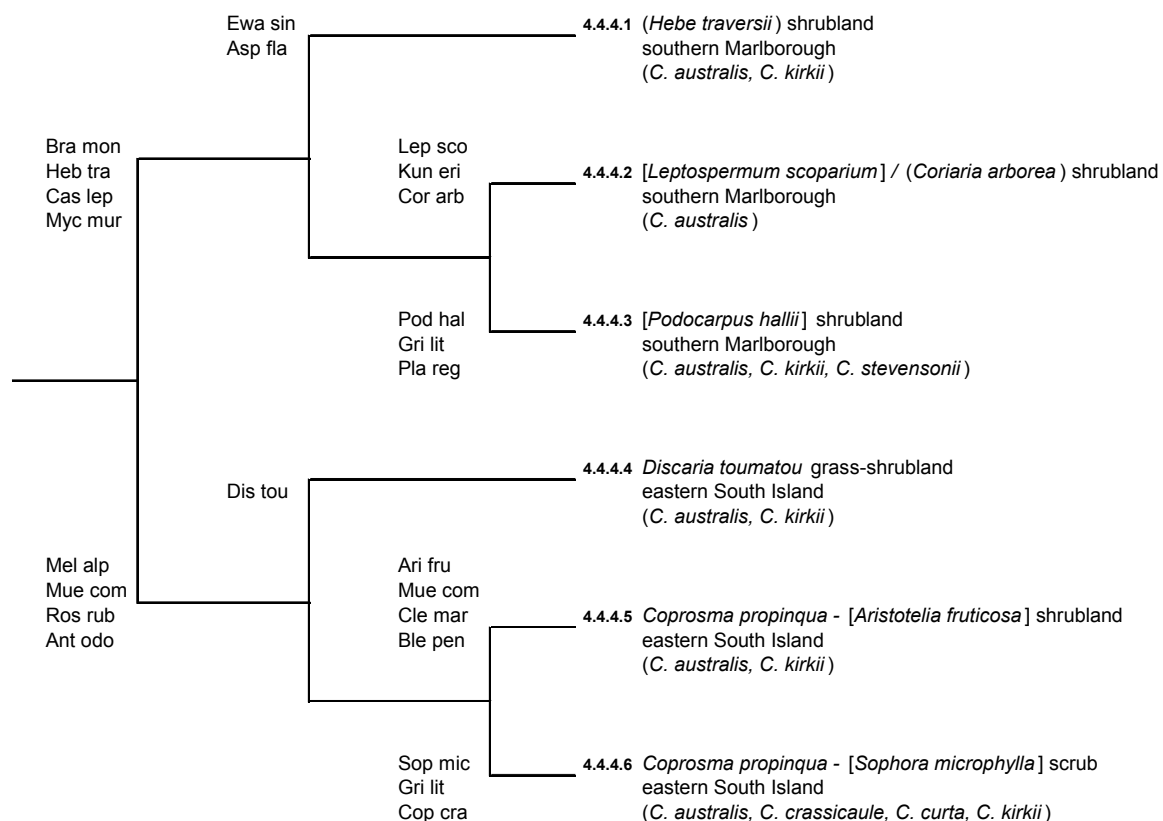 Ewa sin
Asp fla
4.4.4.1 (Hebe traversii) shrubland
southern Marlborough
(C. australis, C. kirkii)
Bra mon
Heb tra
Cas lep
Myc mur
Lep sco
Kun eri
Cor arb
4.4.4.2 [Leptospermum scoparium] / (Coriaria arborea) shrubland
southern Marlborough
(C. australis)
Pod hal
Gri lit
Pla reg
4.4.4.3 [Podocarpus hallii] shrubland
southern Marlborough
(C. australis, C. kirkii, C. stevensonii)
Dis tou
4.4.4.4 Discaria toumatou grass-shrubland
eastern South Island
(C. australis, C. kirkii)
Mel alp
Mue com
Ros rub
Ant odo
Ari fru
Mue com
Cle mar
Ble pen
4.4.4.5 Coprosma propinqua - [Aristotelia fruticosa] shrubland
eastern South Island
(C. australis, C. kirkii)
Sop mic
Gri lit
Cop cra
4.4.4.6 Coprosma propinqua - [Sophora microphylla] scrub
eastern South Island
(C. australis, C. crassicaule, C. curta, C. kirkii)